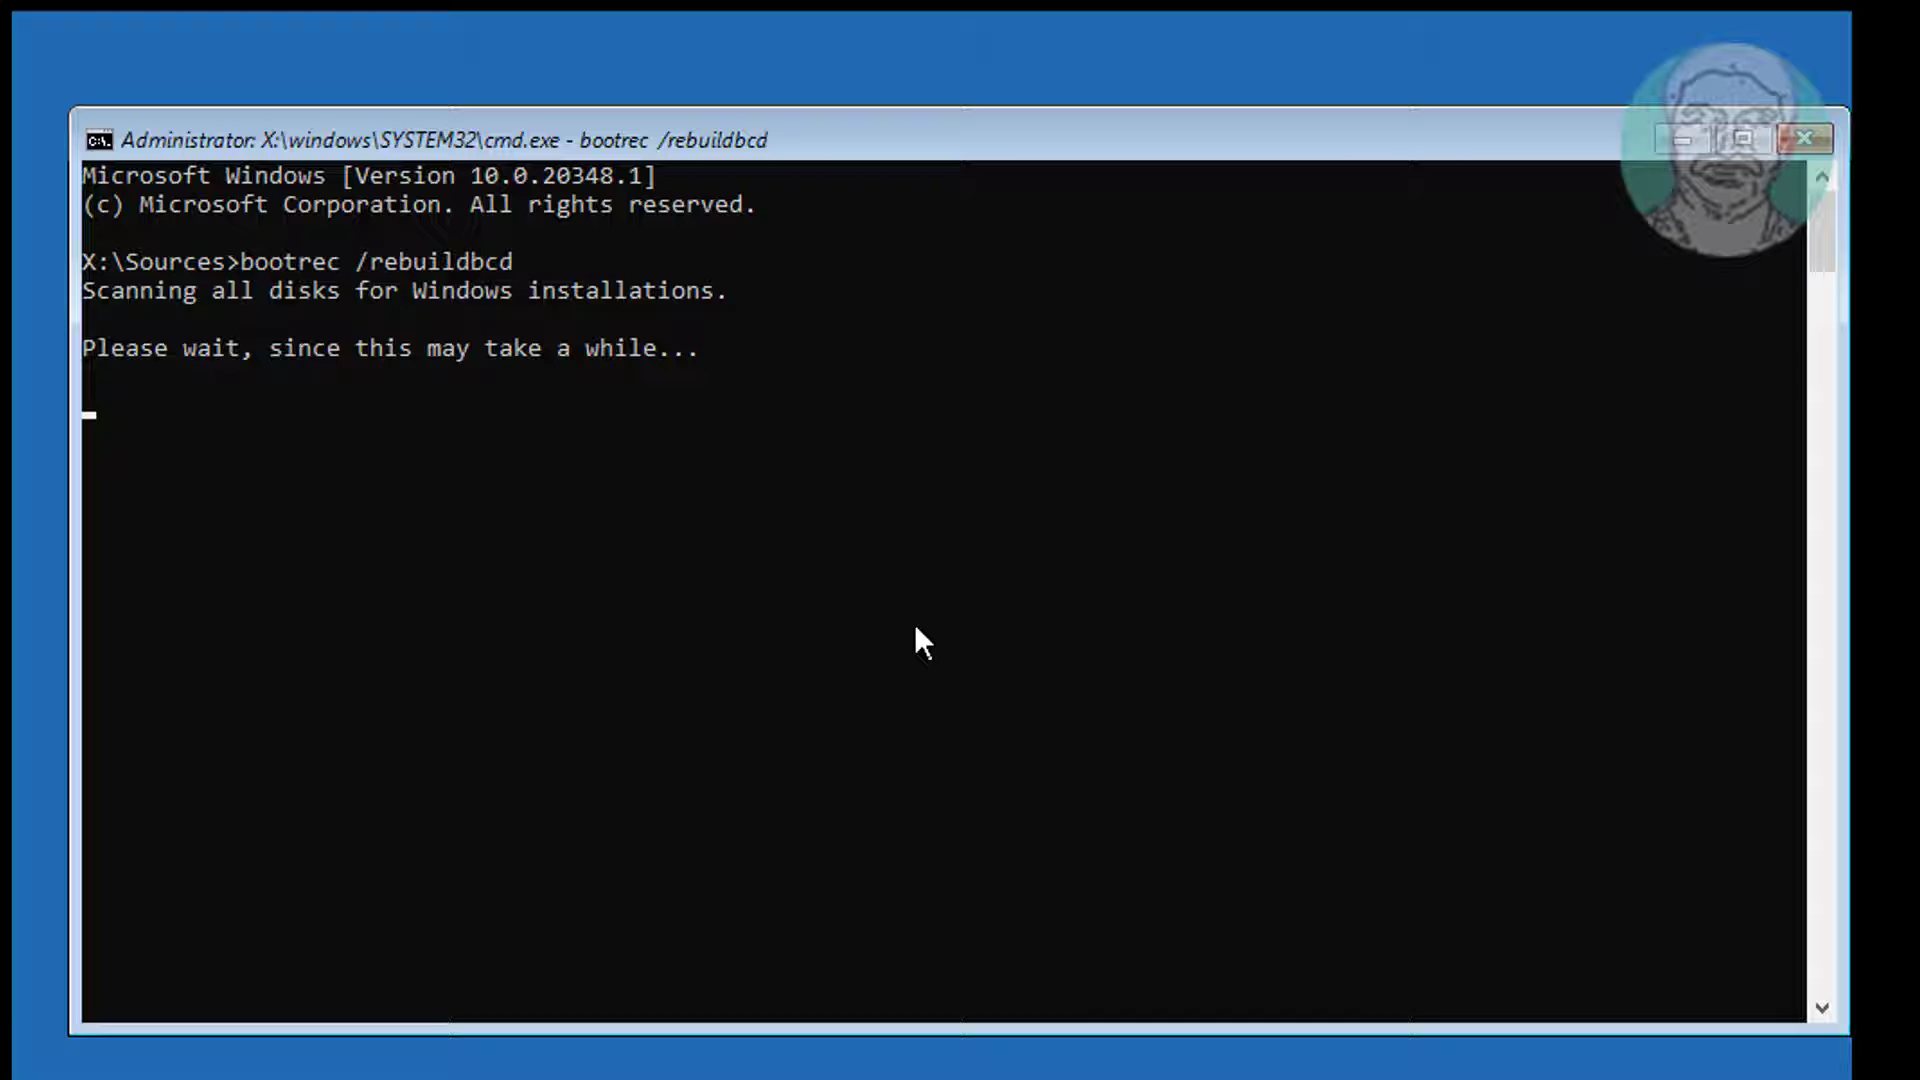 Administrator: X:\windows\SYSTEM32\cmd.exe - bootrec /rebuildbcd
Microsoft Windows [Version 10.0.20348.1]
(c) Microsoft Corporation. All rights reserved.
X:\Sources>bootrec /rebuildbcd
Scanning all disks for Windows installations.
Please wait, since this may take a while...